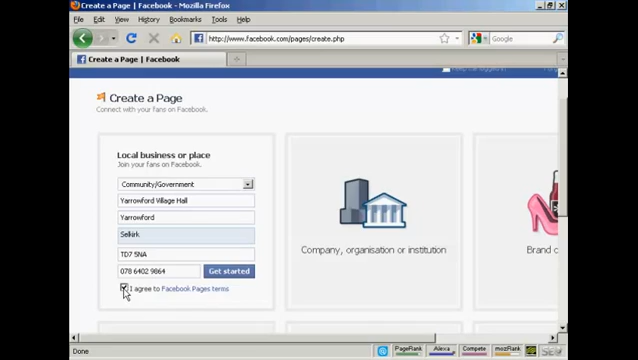 Create a Page | Facebook - Mozilla Firefox
File Edit View History Bookmarks Tools Help
http://www.facebook.com/pages/create.php
Google
Create a Page | Facebook
Create a Page
Connect with your fans on Facebook.
Local business or place
Join your fans on Facebook.
Community/Government
Yarrowford Village Hall
Yarrowford
Selkirk
TD7 5NA
078 6402 9864
Get started
I agree to Facebook Pages terms
Company, organisation or institution
Brand o
Done
PageRank Alexa Compete mozRank